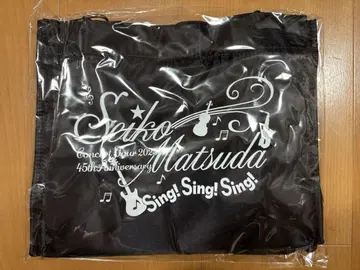 Seiko
Matsuda
Concert Tour
45th Anniversary
Sing! Sing! Sing!